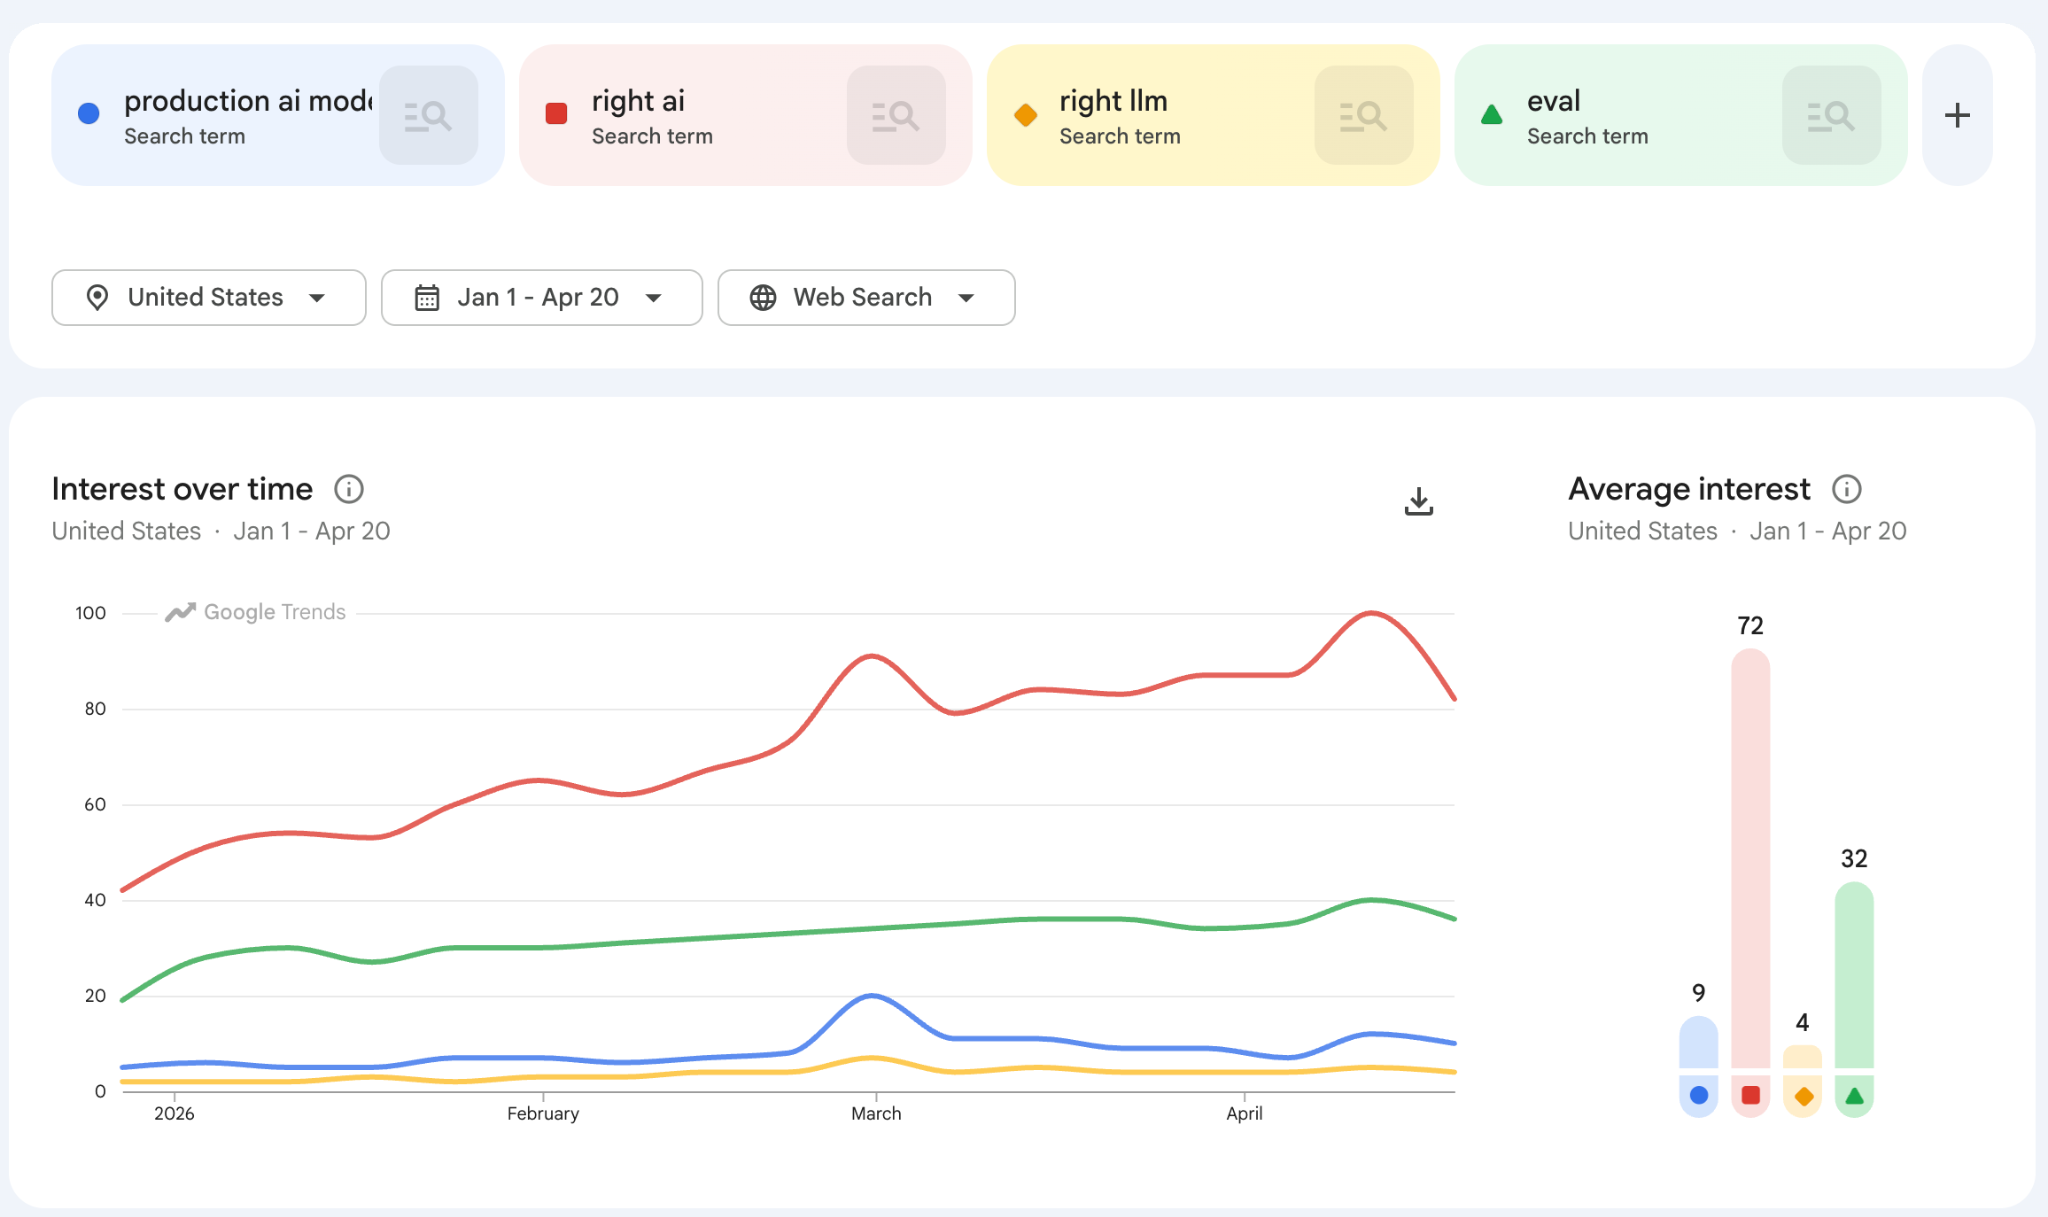 production ai mod
Search term
right ai
Search term
right llm
Search term
eval
Search term
+
United States
Jan 1 - Apr 20
Web Search
Interest over time
United States · Jan 1 - Apr 20
Average interest
United States · Jan 1 - Apr 20
Google Trends
100
80
60
40
20
0
2026
February
March
April
9
72
4
32